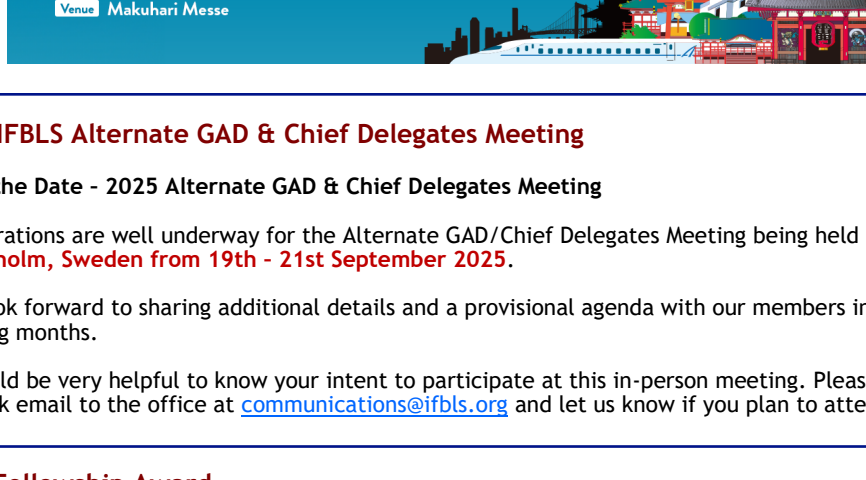 Venue Makuhari Messe
IFBLS Alternate GAD & Chief Delegates Meeting
the Date – 2025 Alternate GAD & Chief Delegates Meeting
rations are well underway for the Alternate GAD/Chief Delegates Meeting being held
holm, Sweden from 19th – 21st September 2025.
ok forward to sharing additional details and a provisional agenda with our members in
g months.
ld be very helpful to know your intent to participate at this in-person meeting. Pleas
k email to the office at communications@ifbls.org and let us know if you plan to atte
Fellowship Award